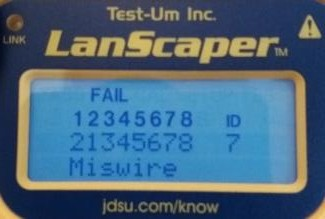 Test-Um Inc.
LINK
LanScaper™
FAIL
12345678 ID
21345678 7
Miswire
jdsu.com/know